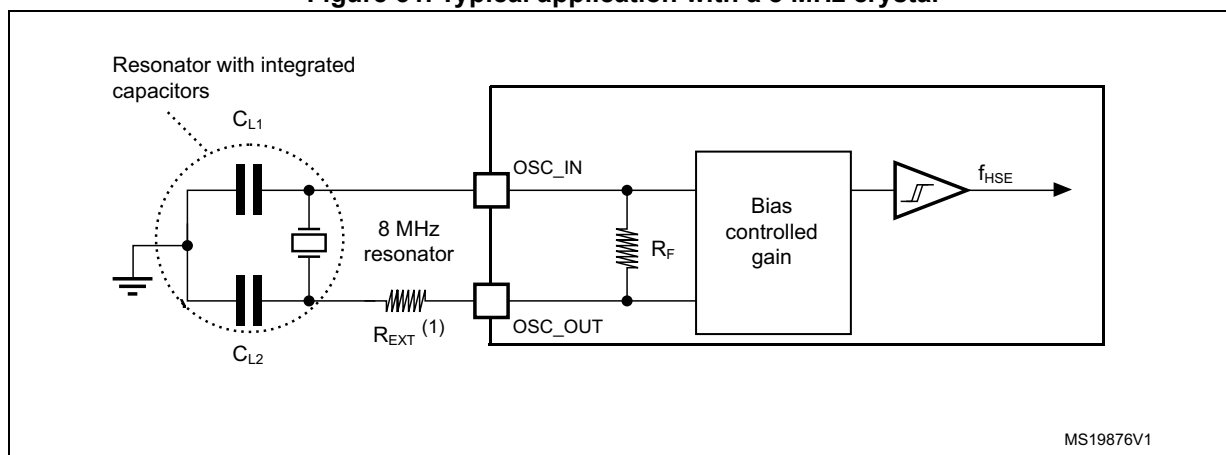 Resonator with integrated
capacitors
CL1
OSC_IN
fHSE
8 MHz
resonator
RF
Bias
controlled
gain
REXT (1)
OSC_OUT
CL2
MS19876V1